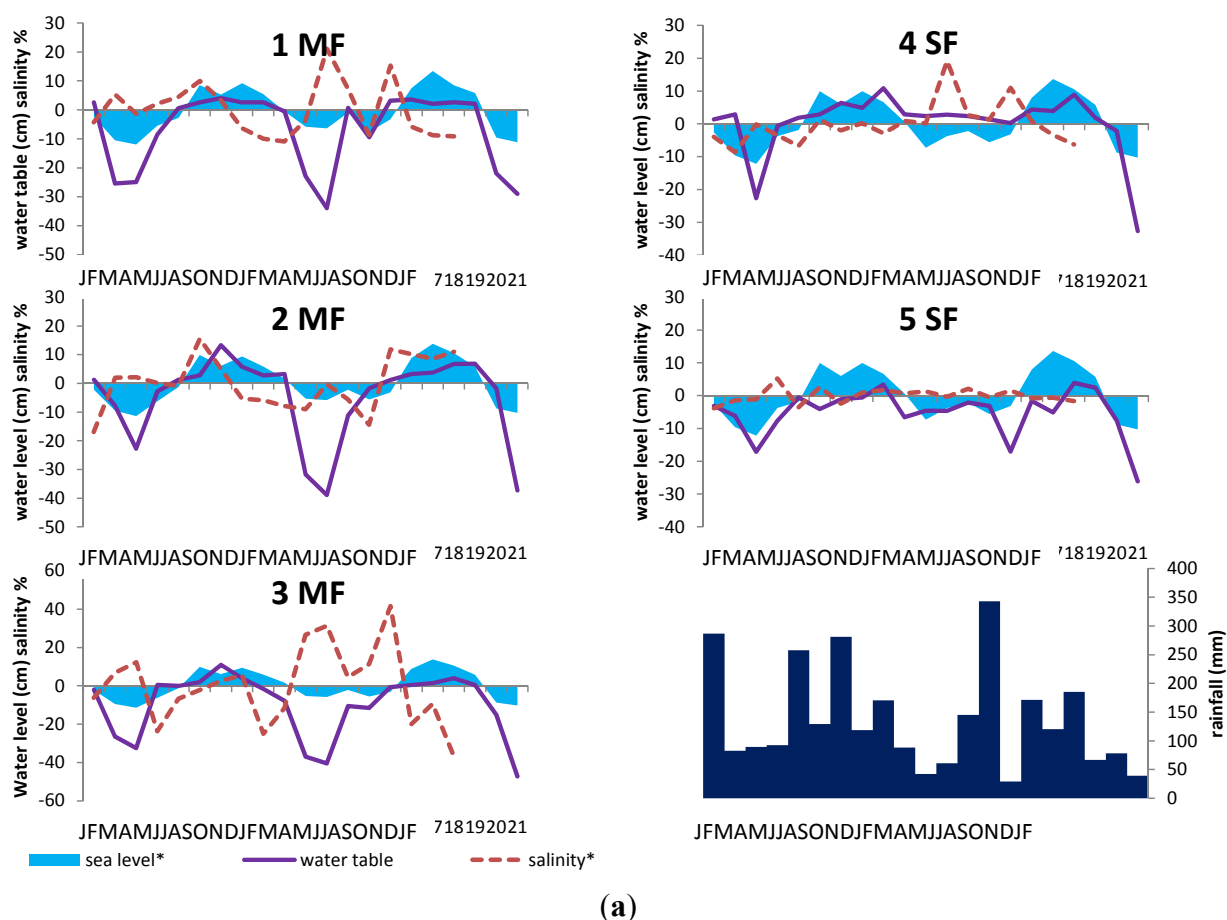 1 MF
water table (cm) salinity %
30
20
10
0
-10
-20
-30
-40
-50
JFMAMJJASONDJFMAMJJASONDJF 718192021
4 SF
water level (cm) salinity %
30
20
10
0
-10
-20
-30
-40
JFMAMJJASONDJFMAMJJASONDJF 718192021
2 MF
water level (cm) salinity %
30
20
10
0
-10
-20
-30
-40
-50
JFMAMJJASONDJFMAMJJASONDJF 718192021
5 SF
water level (cm) salinity %
30
20
10
0
-10
-20
-30
-40
JFMAMJJASONDJFMAMJJASONDJF 718192021
3 MF
Water level (cm) salinity %
60
40
20
0
-20
-40
-60
JFMAMJJASONDJFMAMJJASONDJF 718192021
400
350
300
250
200
150
100
50
0
rainfall (mm)
JFMAMJJASONDJFMAMJJASONDJF
sea level* water table salinity*
(a)